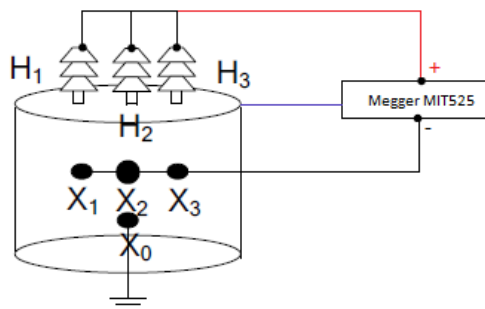 H1
H3
H2
+
Megger MIT525
-
X1 X2 X3
X0